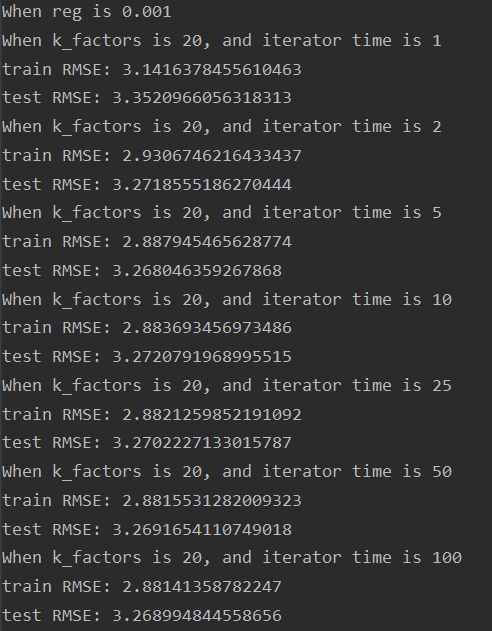 When reg is 0.001
When k_factors is 20, and iterator time is 1
train RMSE: 3.1416378455610463
test RMSE: 3.3520966056318313
When k_factors is 20, and iterator time is 2
train RMSE: 2.9306746216433437
test RMSE: 3.2718555186270444
When k_factors is 20, and iterator time is 5
train RMSE: 2.887945465628774
test RMSE: 3.268046359267868
When k_factors is 20, and iterator time is 10
train RMSE: 2.883693456973486
test RMSE: 3.2720791968995515
When k_factors is 20, and iterator time is 25
train RMSE: 2.8821259852191092
test RMSE: 3.2702227133015787
When k_factors is 20, and iterator time is 50
train RMSE: 2.8815531282009323
test RMSE: 3.2691654110749018
When k_factors is 20, and iterator time is 100
train RMSE: 2.88141358782247
test RMSE: 3.268994844558656